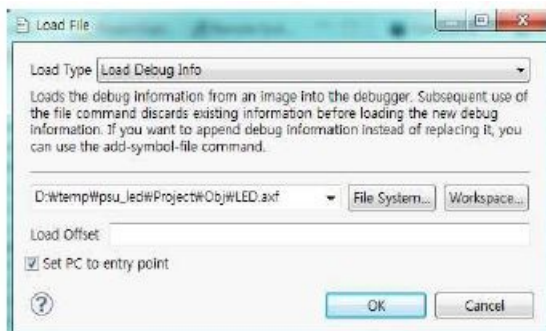 Load File
Load Type Load Debug Info
Loads the debug information from an image into the debugger. Subsequent use of
the file command discards existing information before loading the new debug
information. If you want to append debug information instead of replacing it, you
can use the add-symbol-file command.
D:₩temp₩psu_led₩Project₩Obj₩LED.axf File System... Workspace...
Load Offset
Set PC to entry point
OK Cancel